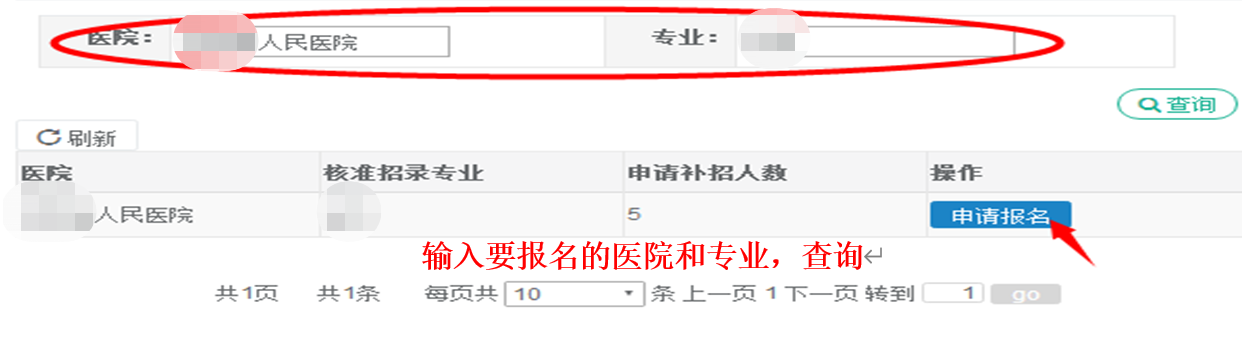 医院： 人民医院 专业：
查询
刷新
医院 核准招录专业 申请补招人数 操作
人民医院 5 申请报名
输入要报名的医院和专业，查询↵
共1页 共1条 每页共 10 条 上一页 1 下一页 转到 1 go